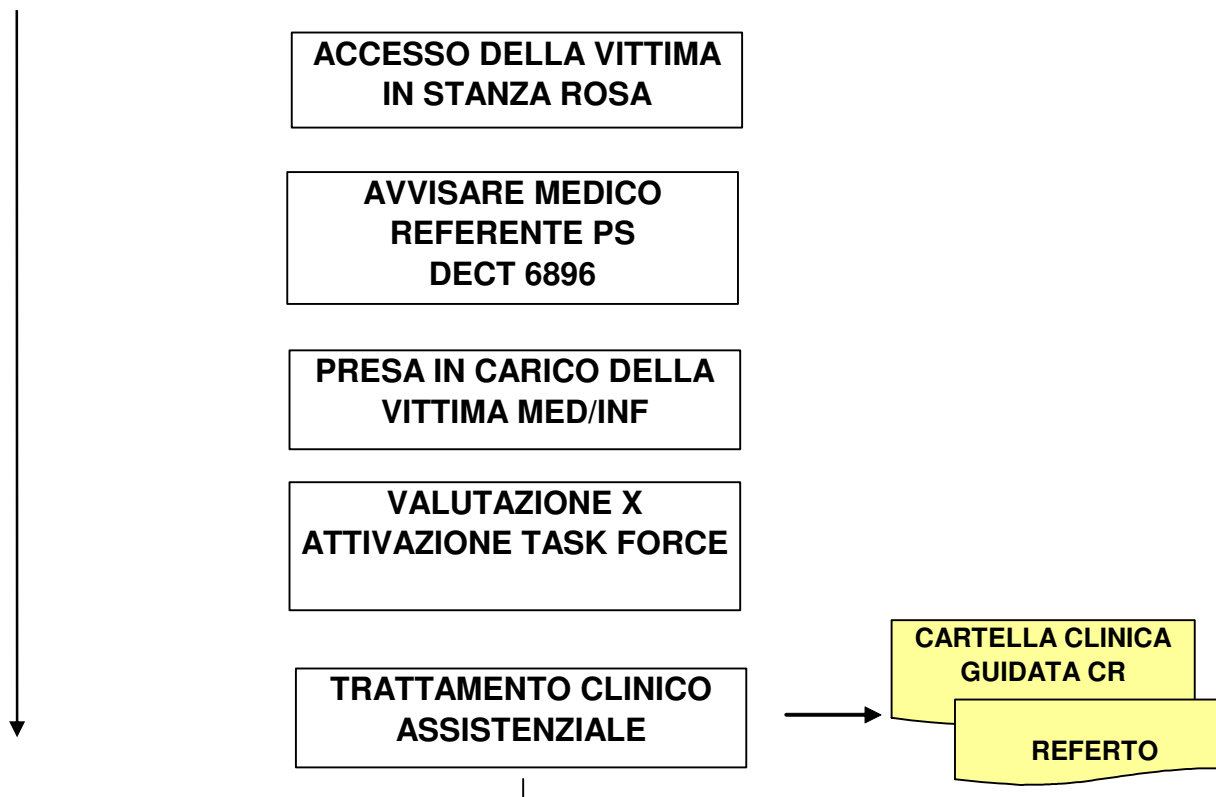 ACCESSO DELLA VITTIMA
IN STANZA ROSA
AVVISARE MEDICO
REFERENTE PS
DECT 6896
PRESA IN CARICO DELLA
VITTIMA MED/INF
VALUTAZIONE X
ATTIVAZIONE TASK FORCE
TRATTAMENTO CLINICO
ASSISTENZIALE
CARTELLA CLINICA
GUIDATA CR
REFERTO